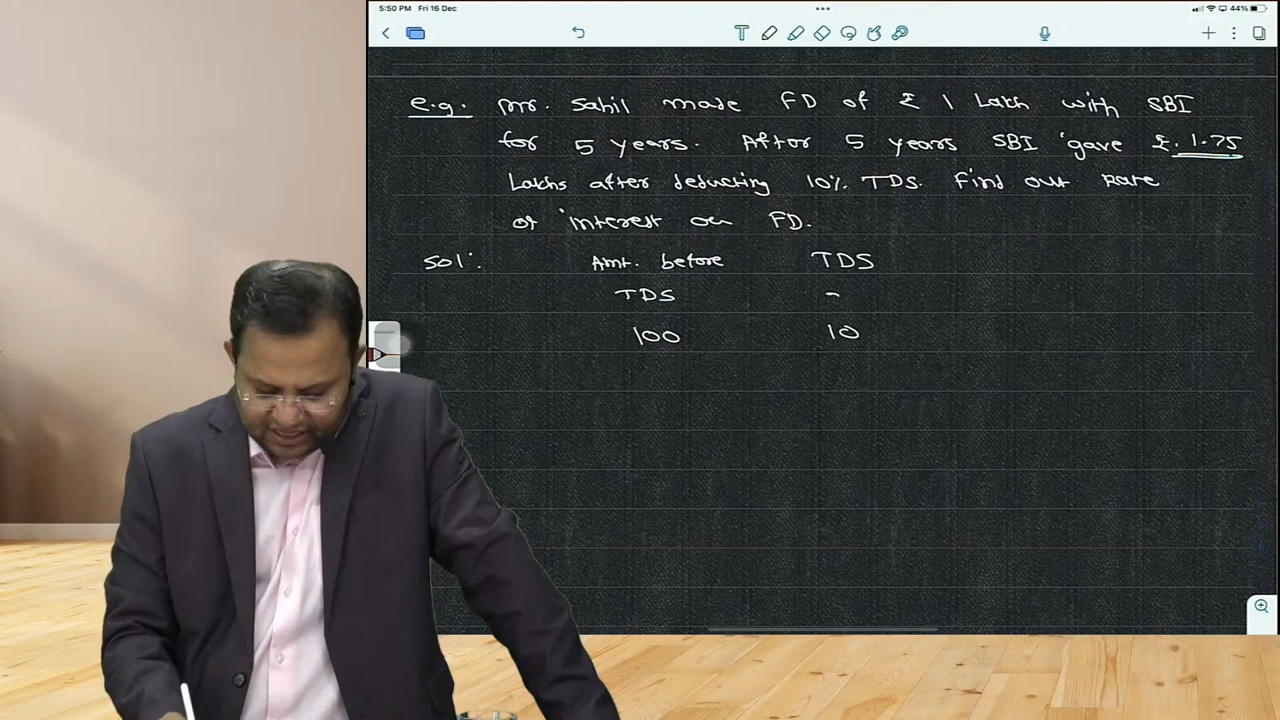 5:50 PM Fri 16 Dec 44%
T
e.g. Mr. Sahil made FD of ₹ 1 Lakh with SBI
for 5 years. After 5 years SBI gave ₹. 1.75
Lakhs after deducting 10% TDS. Find out Rate
of interest on FD.
Sol:
Amt. before TDS
TDS
100 10